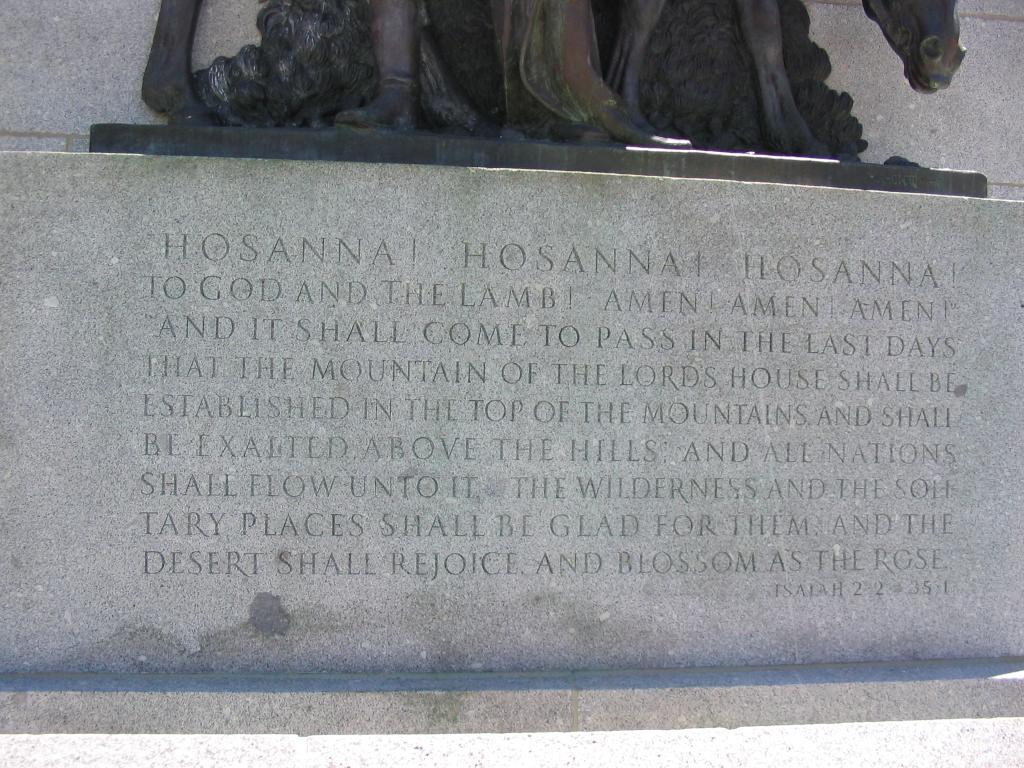 "HOSANNA! HOSANNA! HOSANNA!
TO GOD AND THE LAMB! AMEN! AMEN! AMEN!"
"AND IT SHALL COME TO PASS IN THE LAST DAYS
THAT THE MOUNTAIN OF THE LORD'S HOUSE SHALL BE
ESTABLISHED IN THE TOP OF THE MOUNTAINS, AND SHALL
BE EXALTED ABOVE THE HILLS; AND ALL NATIONS
SHALL FLOW UNTO IT. THE WILDERNESS AND THE SOLI-
TARY PLACES SHALL BE GLAD FOR THEM; AND THE
DESERT SHALL REJOICE, AND BLOSSOM AS THE ROSE."
ISAIAH 2:2 - 35:1